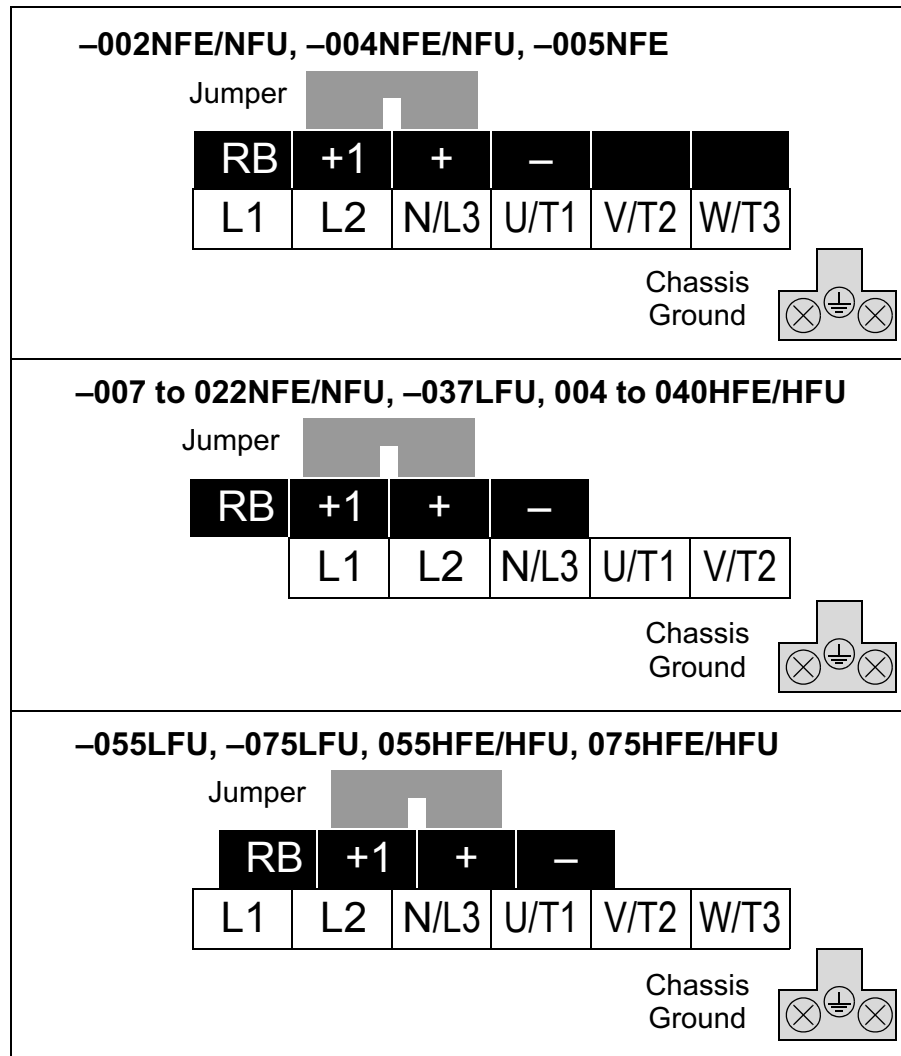 –002NFE/NFU, –004NFE/NFU, –005NFE
Jumper
RB +1 + –
L1 L2 N/L3 U/T1 V/T2 W/T3
Chassis
Ground
–007 to 022NFE/NFU, –037LFU, 004 to 040HFE/HFU
Jumper
RB +1 + –
L1 L2 N/L3 U/T1 V/T2
Chassis
Ground
–055LFU, –075LFU, 055HFE/HFU, 075HFE/HFU
Jumper
RB +1 + –
L1 L2 N/L3 U/T1 V/T2 W/T3
Chassis
Ground